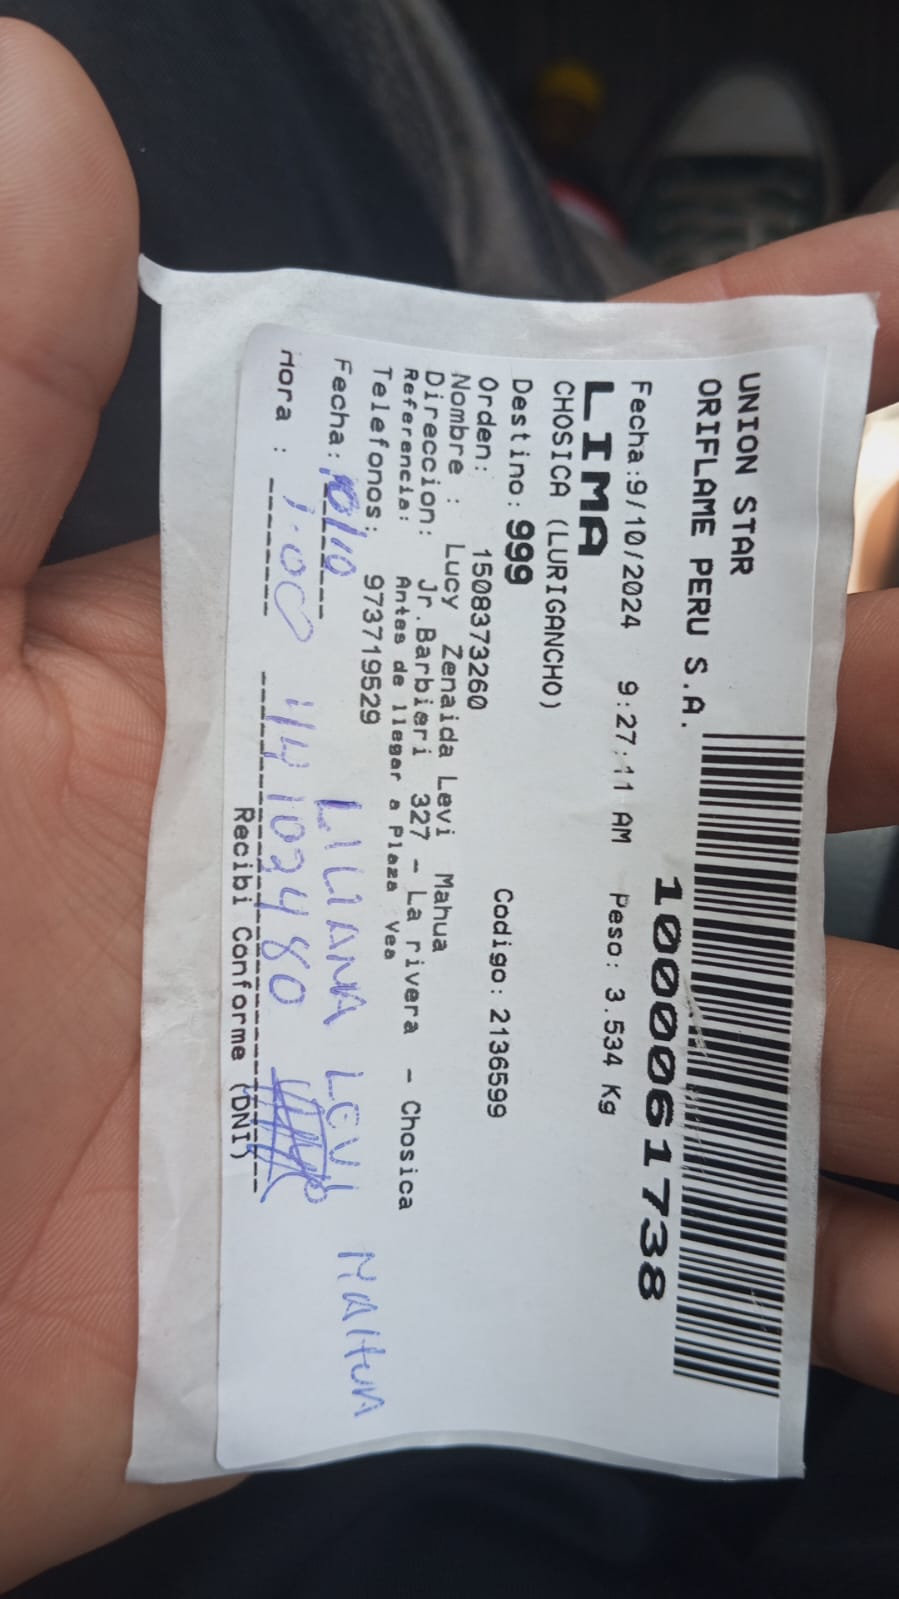 UNION STAR
ORIFLAME PERU S.A.
1000061738
Fecha:9/10/2024 9:27:11 AM Peso: 3.534 Kg
LIMA
CHOSICA (LURIGANCHO)
Destino: 999
Orden: 1508373260 Codigo: 2136599
Nombre : Lucy Zenaida Levi Mahua
Direccion: Jr.Barbieri 327 - La rivera - Chosica
Referencia: Antes de llegar a Plaza Vea
Telefonos: 973719529
Fecha: 10/10 LILIANA LEVI MAHUA
Hora : 1:00 44102480
Recibi Conforme (DNI)